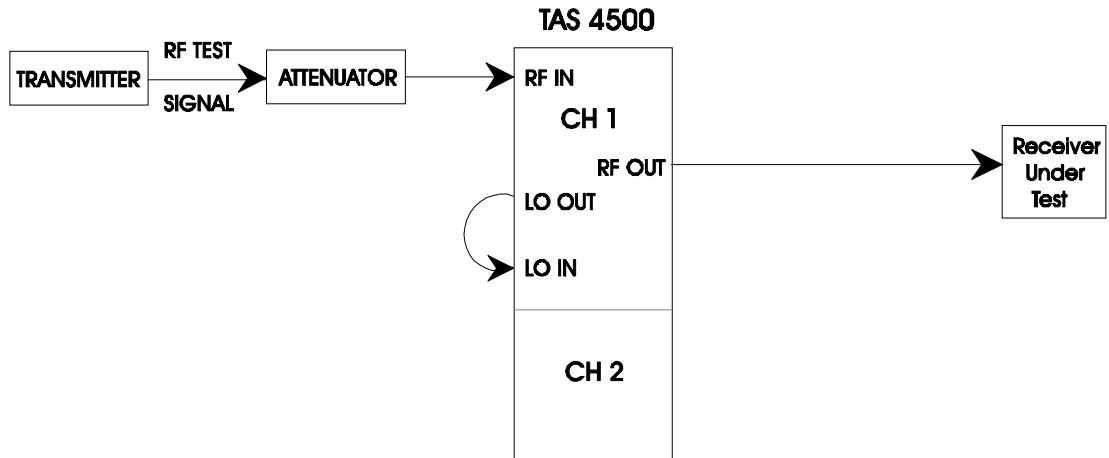 TAS 4500
TRANSMITTER
RF TEST
SIGNAL
ATTENUATOR
RF IN
CH 1
RF OUT
LO OUT
LO IN
CH 2
Receiver
Under
Test